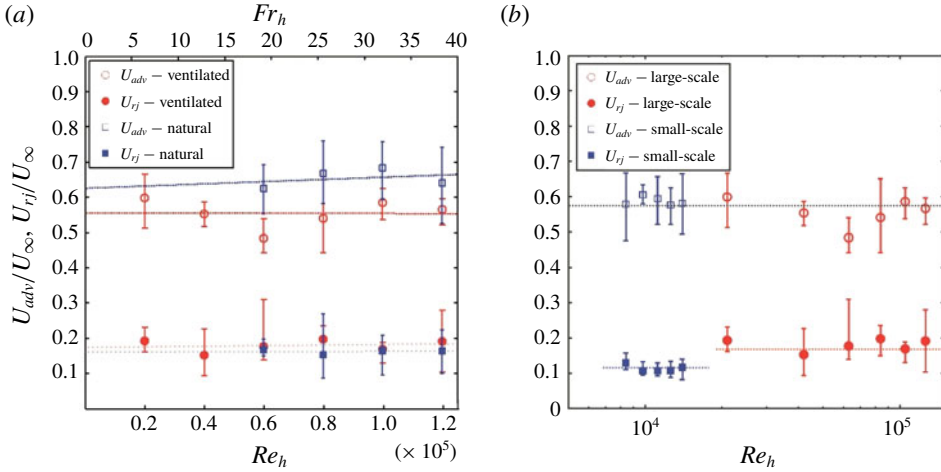 (a)
Fr_h
0 5 10 15 20 25 30 35 40
1.0
0.9
0.8
0.7
0.6
0.5
0.4
0.3
0.2
0.1
U_adv/U_∞, U_rj/U_∞
U_adv – ventilated
U_rj – ventilated
U_adv – natural
U_rj – natural
0.2 0.4 0.6 0.8 1.0 1.2
(× 10^5)
Re_h
(b)
1.0
0.9
0.8
0.7
0.6
0.5
0.4
0.3
0.2
0.1
0
U_adv – large-scale
U_rj – large-scale
U_adv – small-scale
U_rj – small-scale
10^4 10^5
Re_h